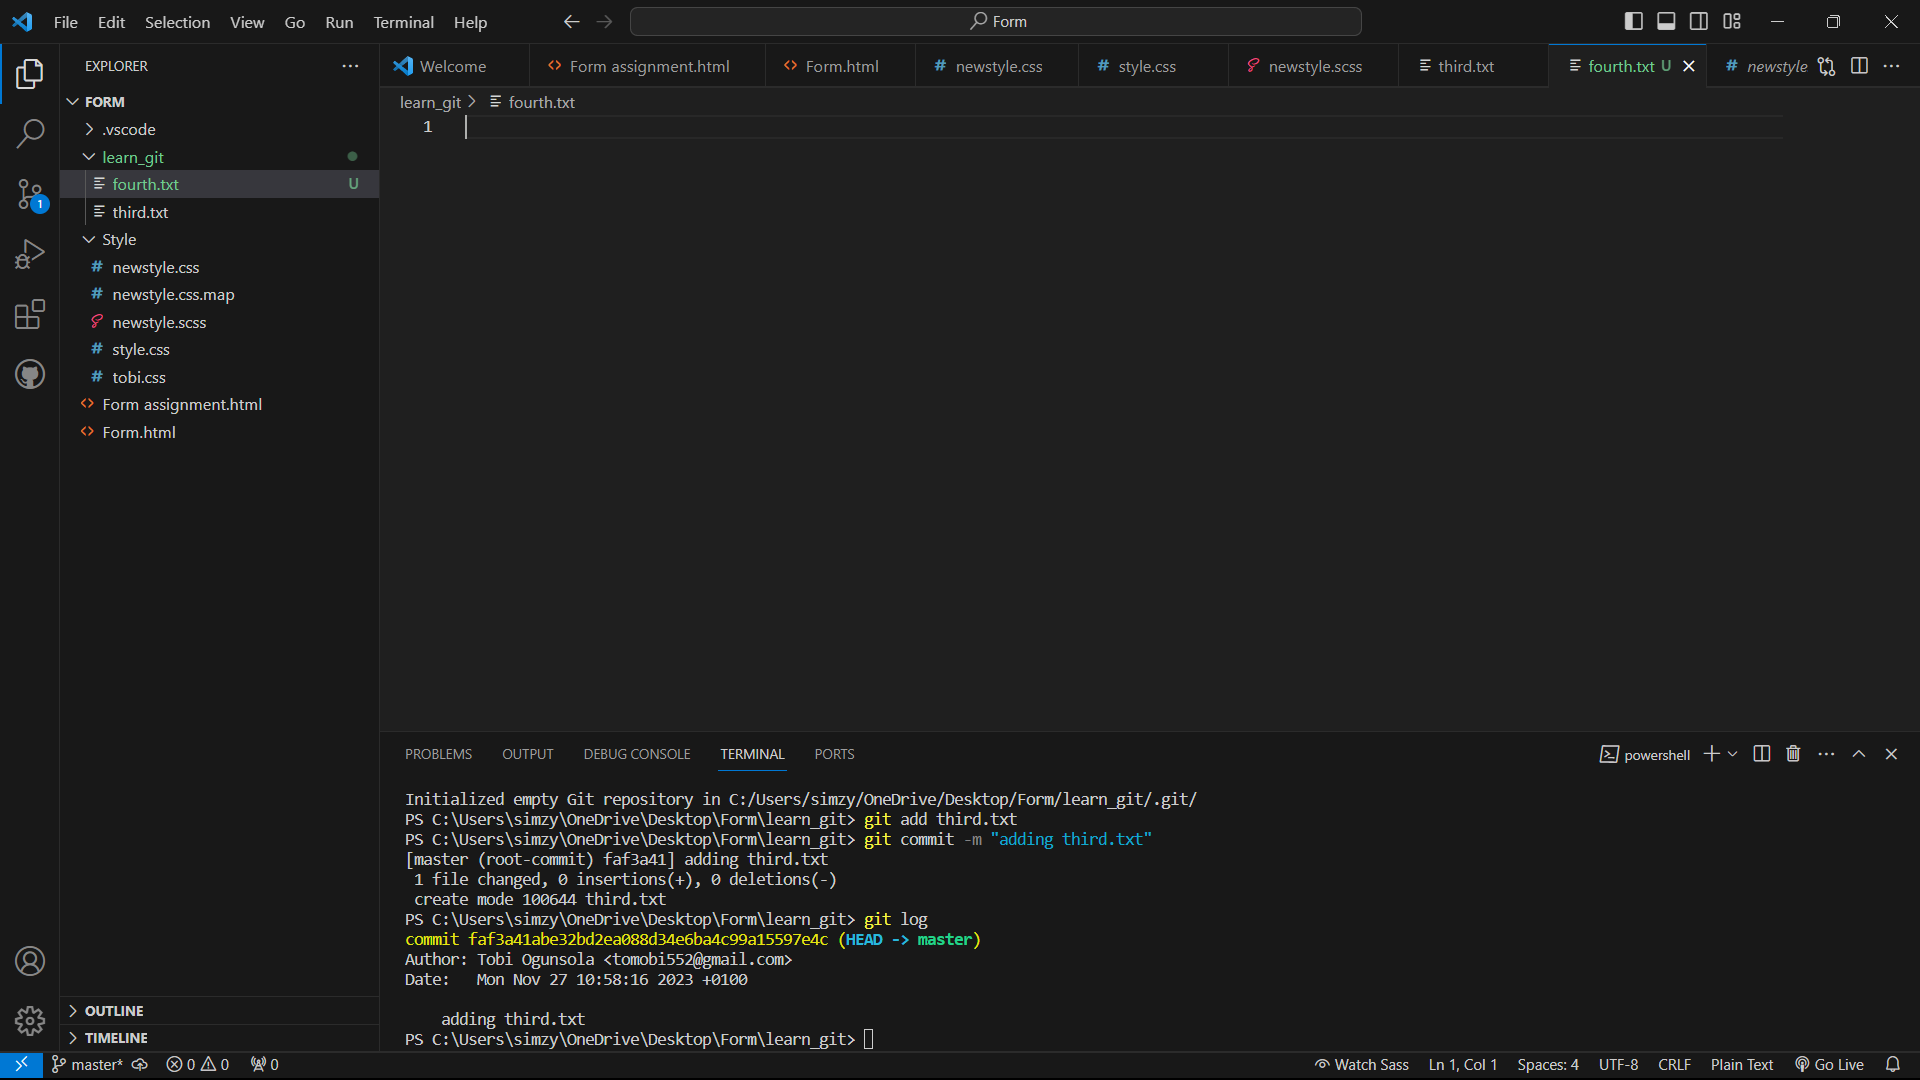 File Edit Selection View Go Run Terminal Help
Form
EXPLORER
Welcome
Form assignment.html
Form.html
newstyle.css
style.css
newstyle.scss
third.txt
fourth.txt U
newstyle
learn_git > fourth.txt
1
FORM
.vscode
learn_git
fourth.txt U
third.txt
Style
newstyle.css
newstyle.css.map
newstyle.scss
style.css
tobi.css
Form assignment.html
Form.html
1
OUTLINE
TIMELINE
PROBLEMS OUTPUT DEBUG CONSOLE TERMINAL PORTS
powershell
Initialized empty Git repository in C:/Users/simzy/OneDrive/Desktop/Form/learn_git/.git/
PS C:\Users\simzy\OneDrive\Desktop\Form\learn_git> git add third.txt
PS C:\Users\simzy\OneDrive\Desktop\Form\learn_git> git commit -m "adding third.txt"
[master (root-commit) faf3a41] adding third.txt
1 file changed, 0 insertions(+), 0 deletions(-)
create mode 100644 third.txt
PS C:\Users\simzy\OneDrive\Desktop\Form\learn_git> git log
commit faf3a41abe32bd2ea088d34e6ba4c99a15597e4c (HEAD -> master)
Author: Tobi Ogunsola <tomobi552@gmail.com>
Date:   Mon Nov 27 10:58:16 2023 +0100
adding third.txt
PS C:\Users\simzy\OneDrive\Desktop\Form\learn_git>
master* 0 0 0 Watch Sass Ln 1, Col 1 Spaces: 4 UTF-8 CRLF Plain Text Go Live